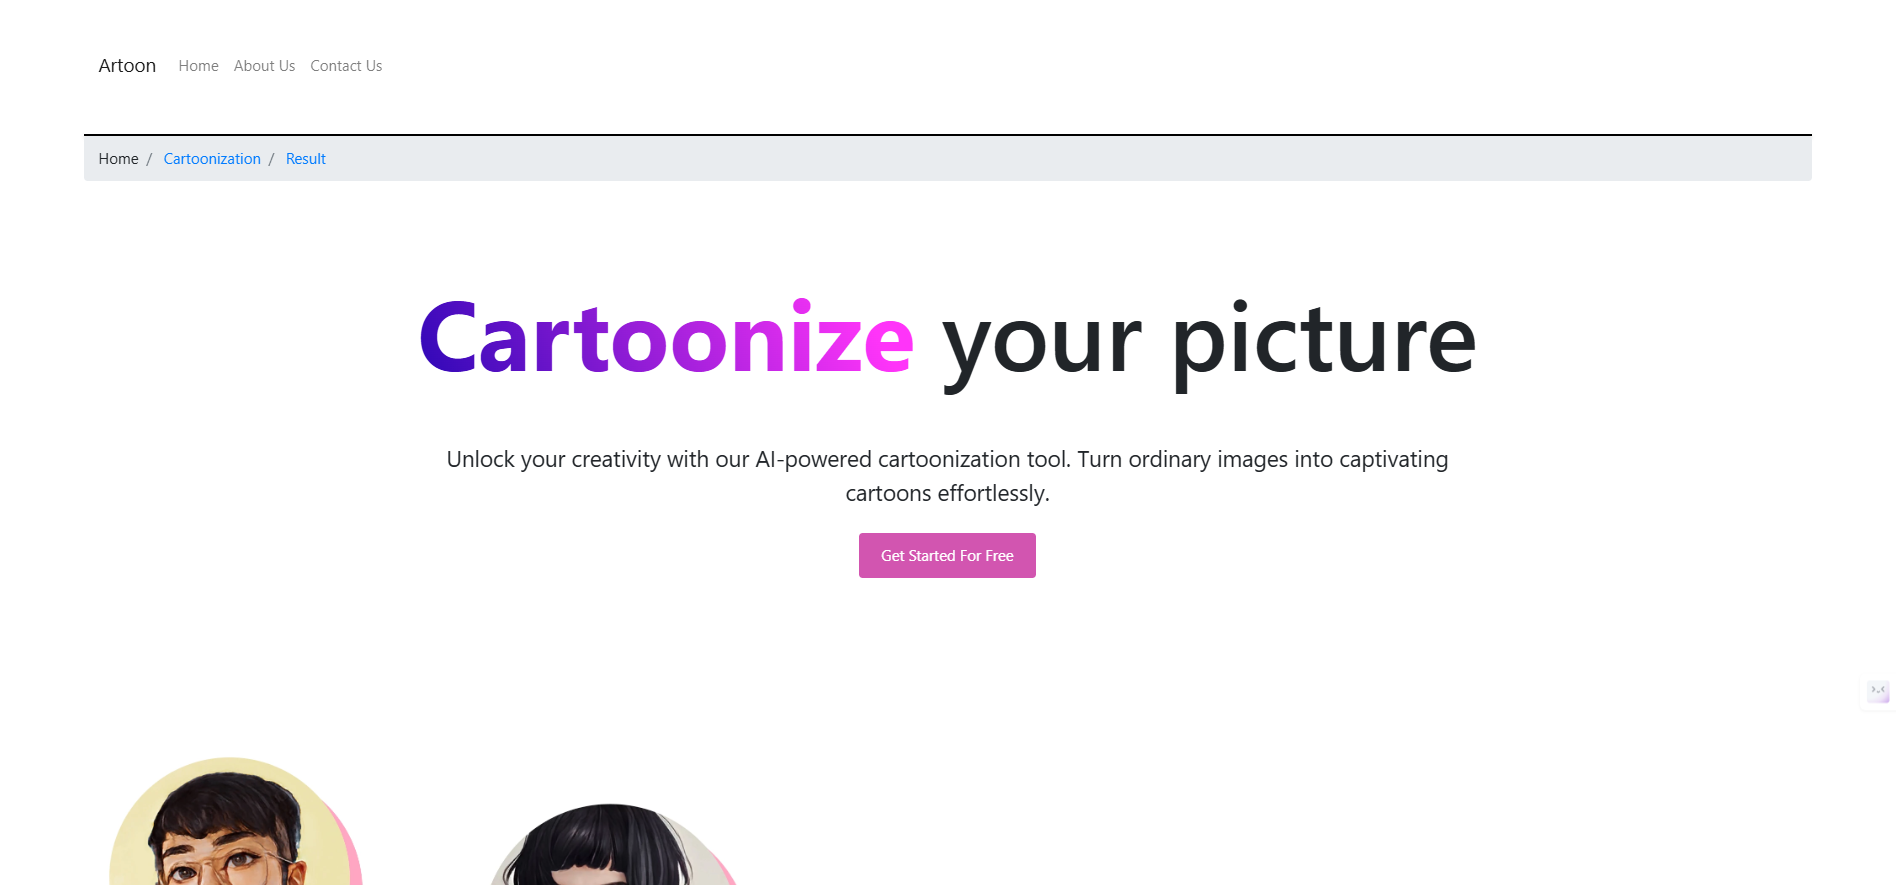 Artoon Home About Us Contact Us
Home / Cartoonization / Result
Cartoonize your picture
Unlock your creativity with our AI-powered cartoonization tool. Turn ordinary images into captivating
cartoons effortlessly.
Get Started For Free